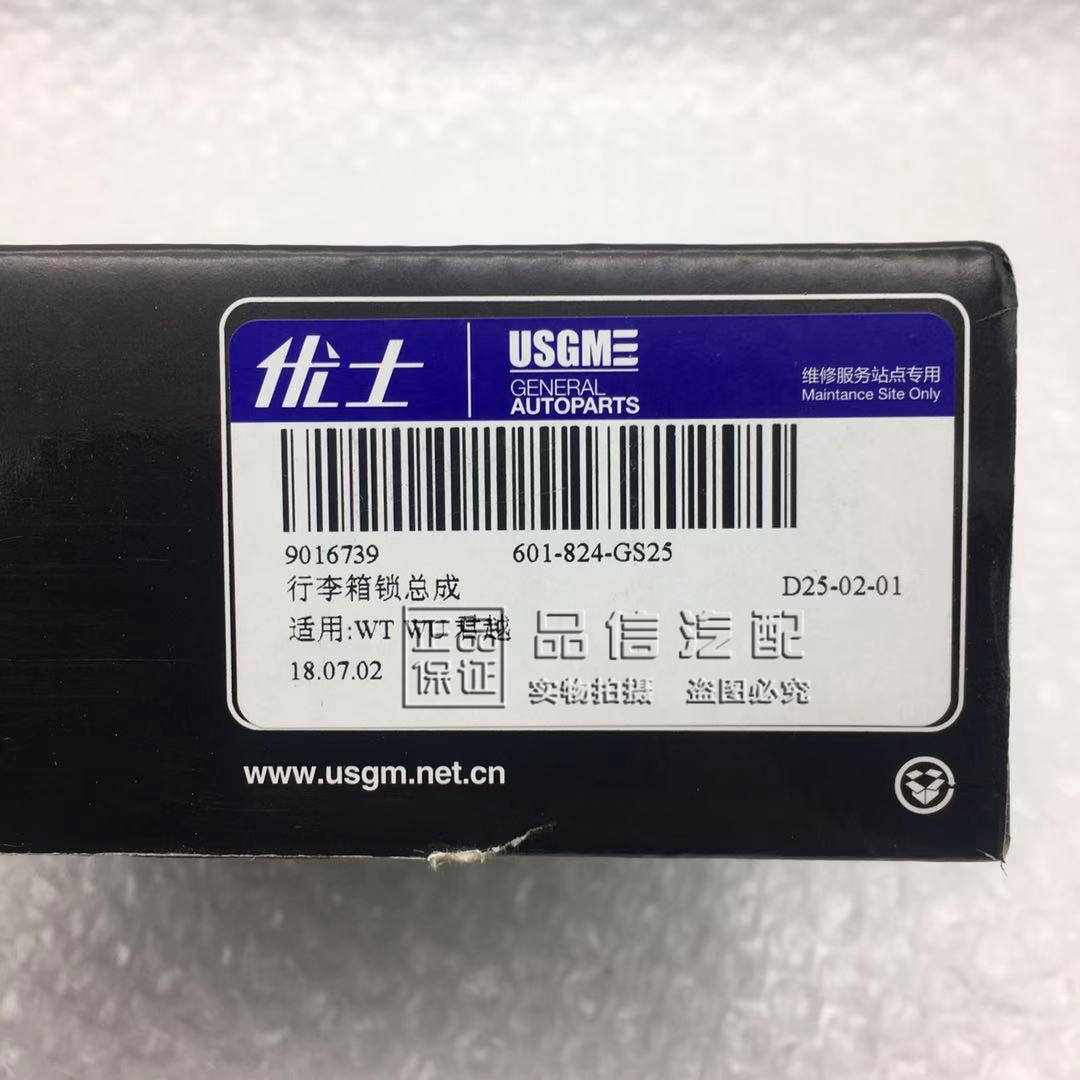 优士
USGM
GENERAL
AUTOPARTS
维修服务站点专用
Maintance Site Only
9016739 601-824-GS25
行李箱锁总成
D25-02-01
适用:WT WU 君越
18.07.02
正品
保证
品信汽配
实物拍摄 盗图必究
www.usgm.net.cn